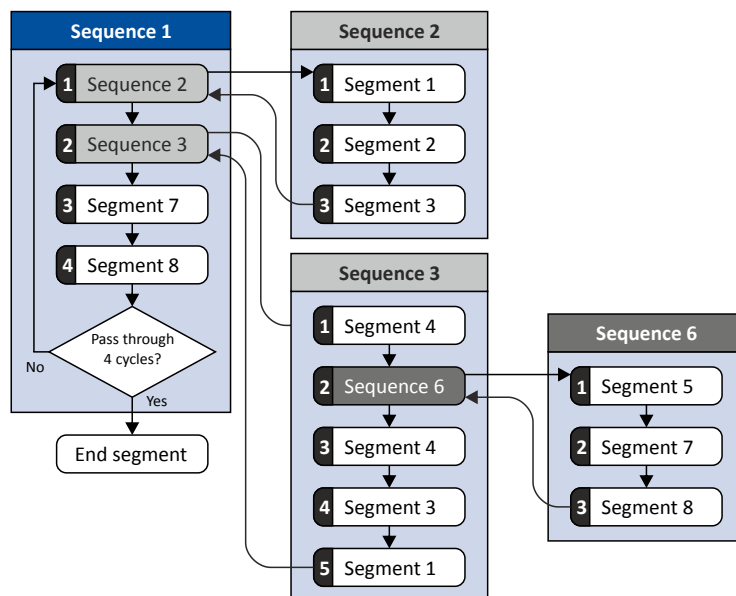 Sequence 1
1 Sequence 2
2 Sequence 3
3 Segment 7
4 Segment 8
Pass through
4 cycles?
No
Yes
End segment
Sequence 2
1 Segment 1
2 Segment 2
3 Segment 3
Sequence 3
1 Segment 4
2 Sequence 6
3 Segment 4
4 Segment 3
5 Segment 1
Sequence 6
1 Segment 5
2 Segment 7
3 Segment 8